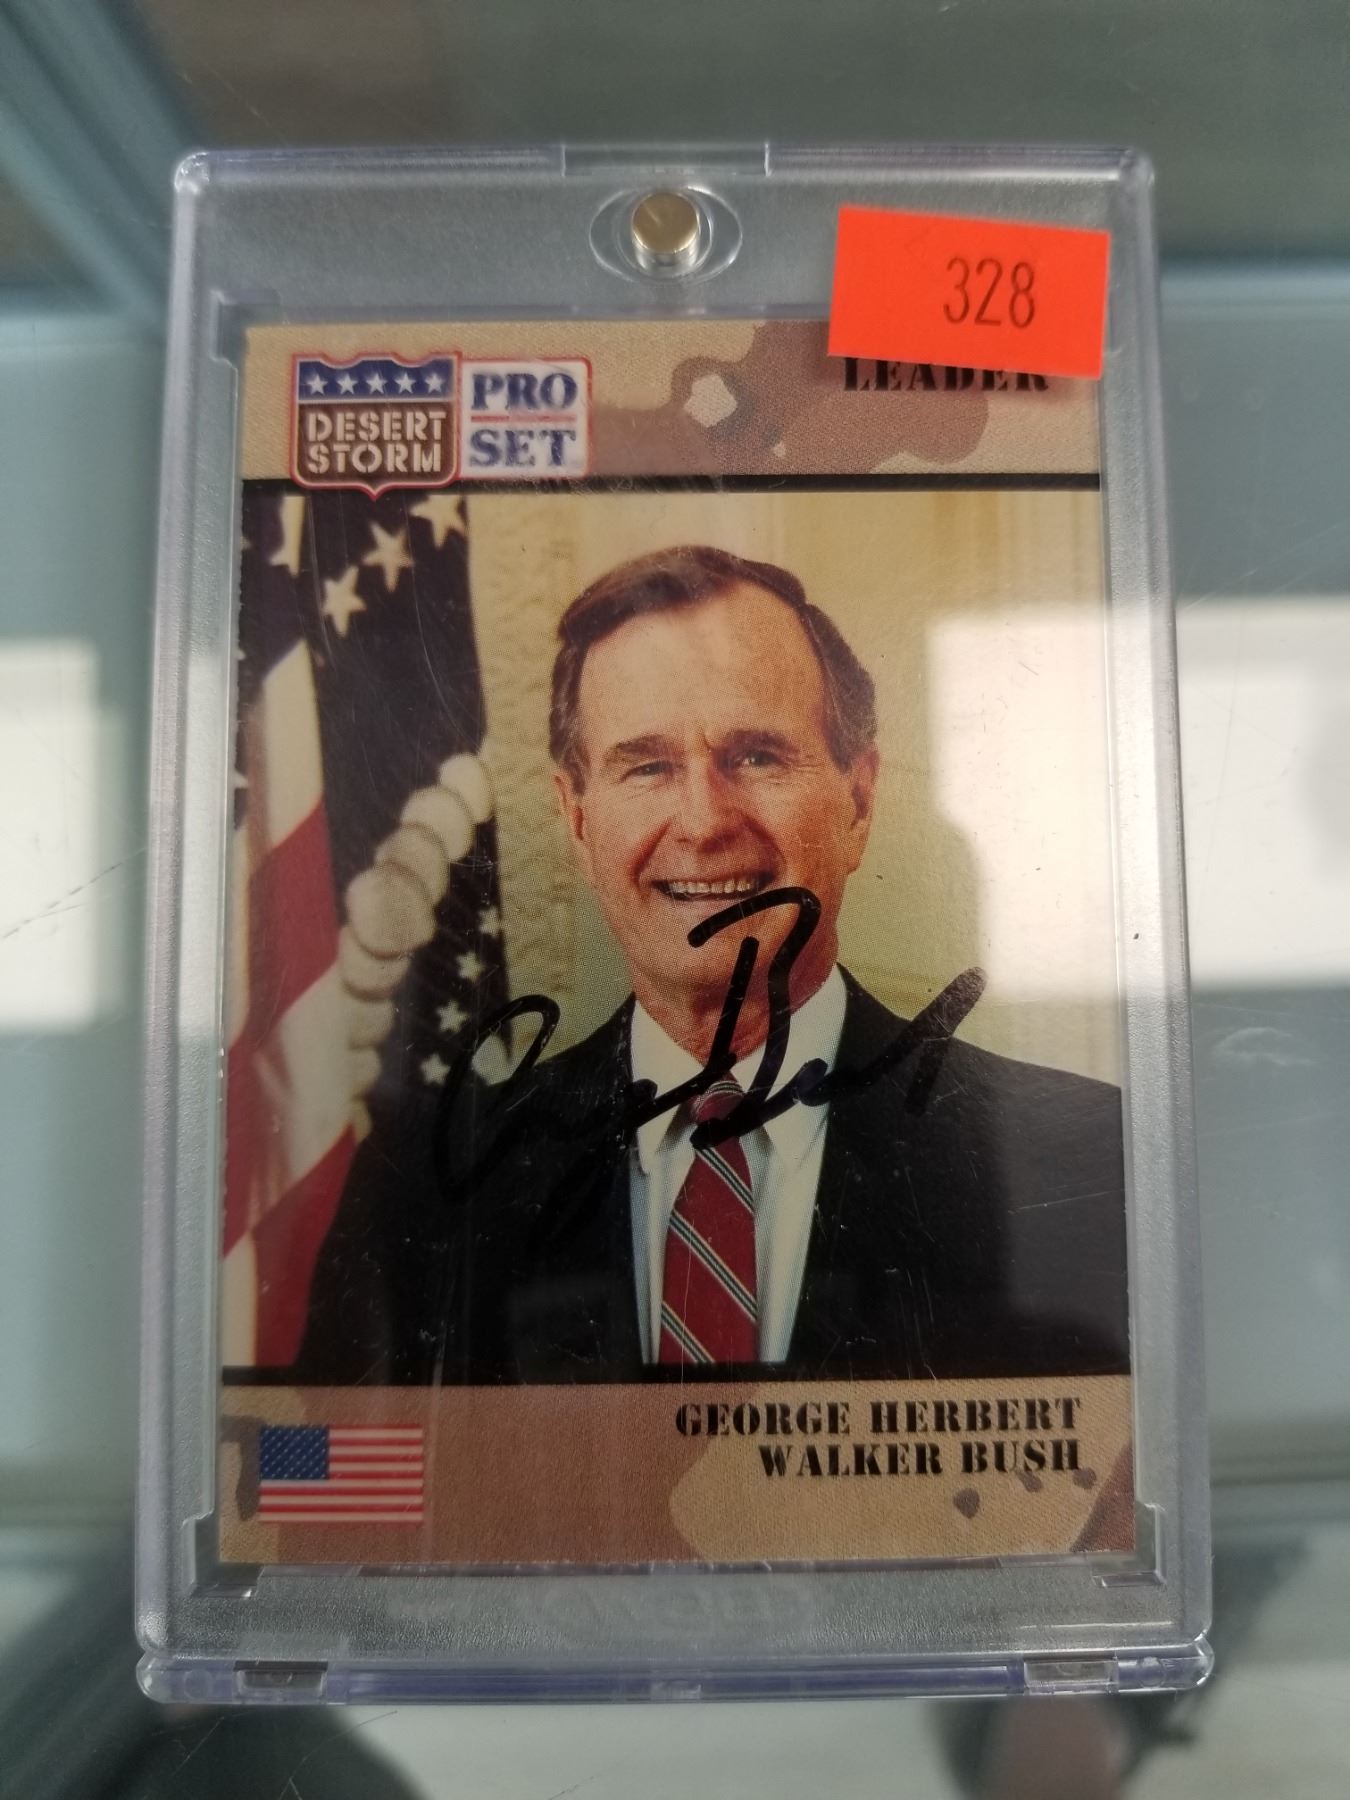 328
LEADER
DESERT
STORM
PRO
SET
GEORGE HERBERT
WALKER BUSH